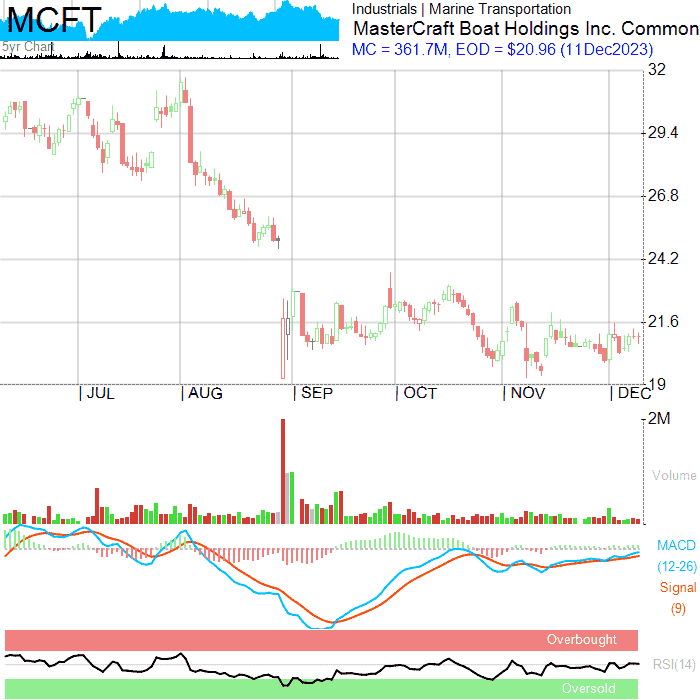 MCFT
5yr Chart
Industrials | Marine Transportation
MasterCraft Boat Holdings Inc. Common
MC = 361.7M, EOD = $20.96 (11Dec2023)
32
29.4
26.8
24.2
21.6
19
JUL
AUG
SEP
OCT
NOV
DEC
2M
Volume
MACD
(12-26)
Signal
(9)
Overbought
RSI(14)
Oversold